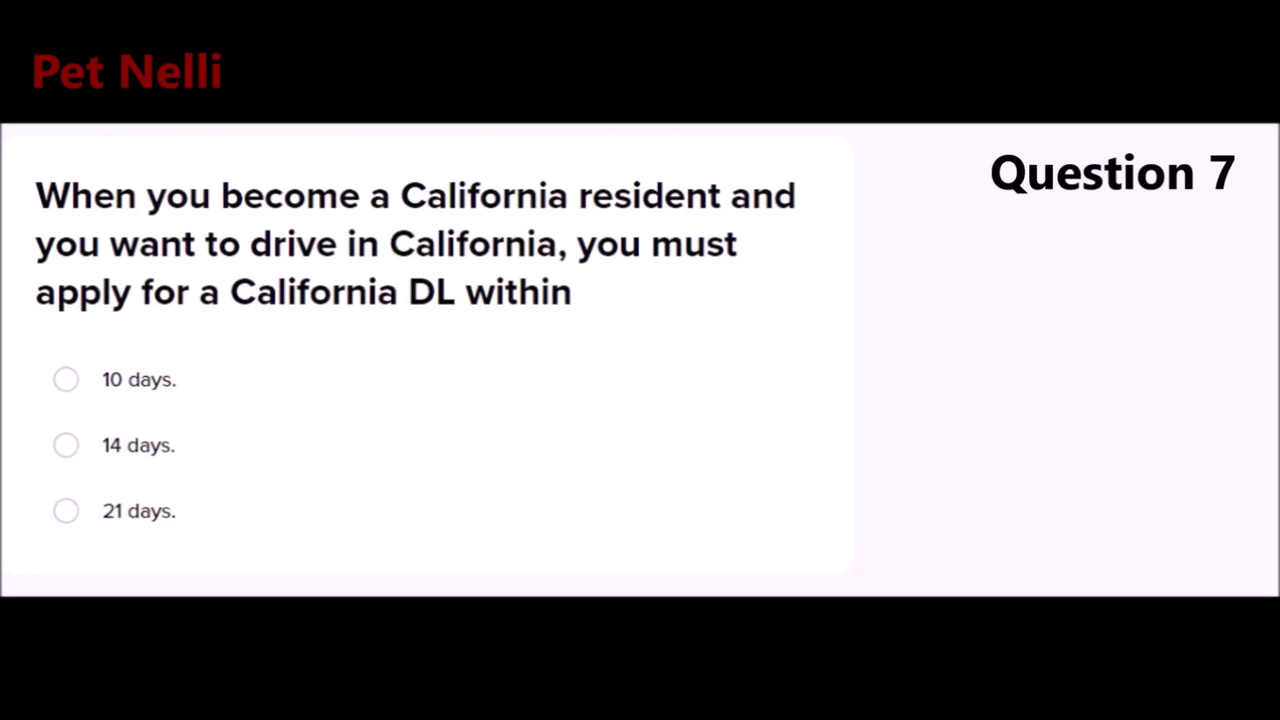 Pet Nelli
Question 7
When you become a California resident and
you want to drive in California, you must
apply for a California DL within
10 days.
14 days.
21 days.